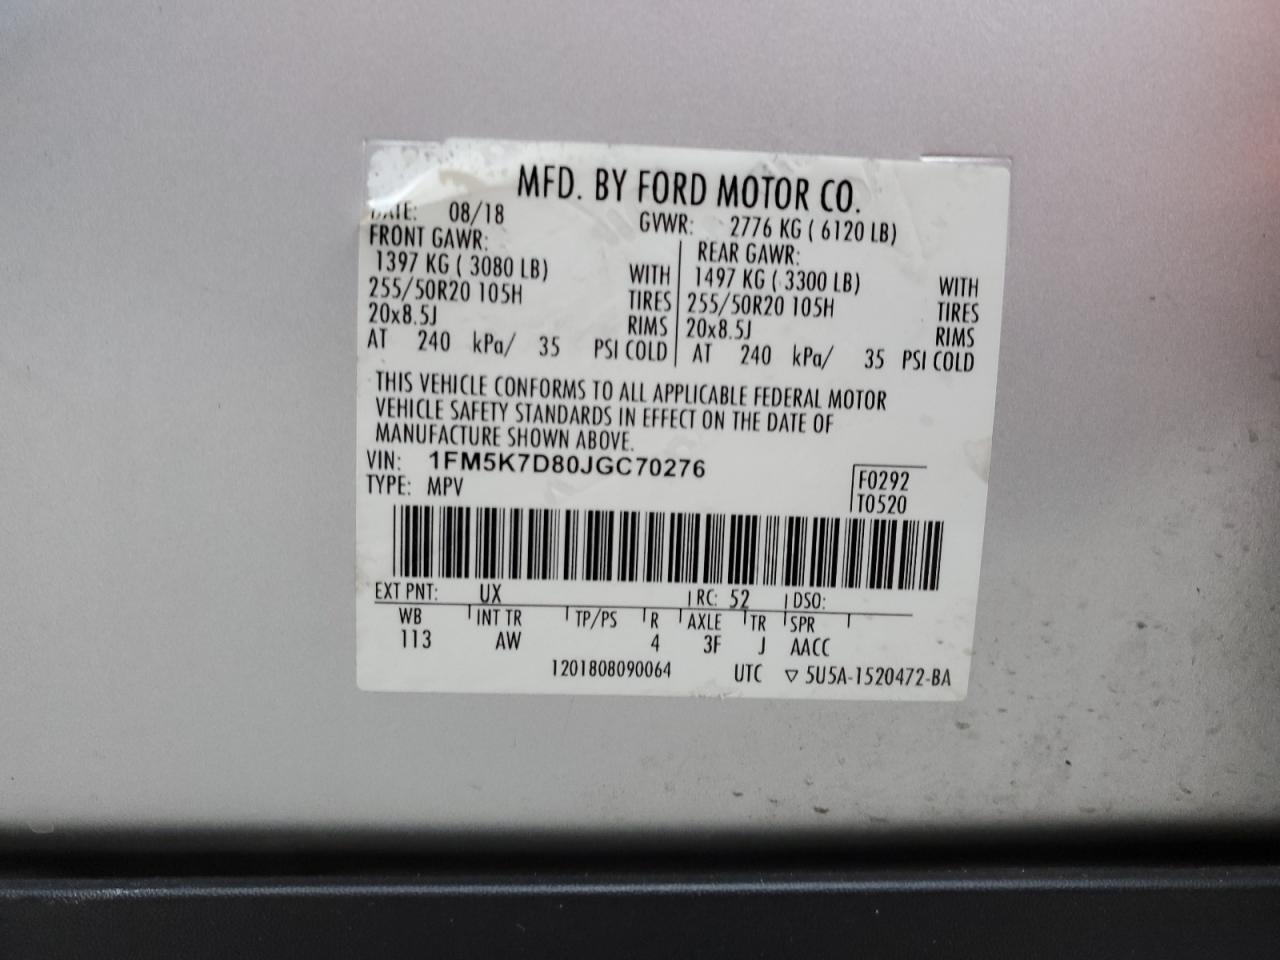 MFD. BY FORD MOTOR CO.
DATE: 08/18 GVWR: 2776 KG ( 6120 LB)
FRONT GAWR: REAR GAWR:
1397 KG ( 3080 LB) WITH 1497 KG ( 3300 LB) WITH
255/50R20 105H TIRES 255/50R20 105H TIRES
20x8.5J RIMS 20x8.5J RIMS
AT 240 kPa/ 35 PSI COLD AT 240 kPa/ 35 PSI COLD
THIS VEHICLE CONFORMS TO ALL APPLICABLE FEDERAL MOTOR
VEHICLE SAFETY STANDARDS IN EFFECT ON THE DATE OF
MANUFACTURE SHOWN ABOVE.
VIN: 1FM5K7D80JGC70276
F0292
TYPE: MPV
T0520
EXT PNT: UX RC: 52 DSO:
WB INT TR TP/PS R AXLE TR SPR
113 AW 4 3F J AACC
1201808090064 UTC ▽ 5U5A-1520472-BA